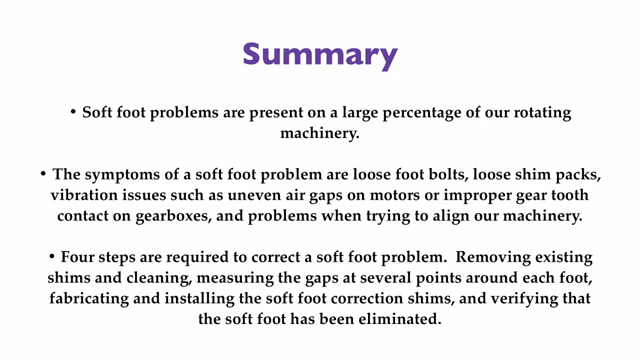 Summary
• Soft foot problems are present on a large percentage of our rotating
machinery.
• The symptoms of a soft foot problem are loose foot bolts, loose shim packs,
vibration issues such as uneven air gaps on motors or improper gear tooth
contact on gearboxes, and problems when trying to align our machinery.
• Four steps are required to correct a soft foot problem.  Removing existing
shims and cleaning, measuring the gaps at several points around each foot,
fabricating and installing the soft foot correction shims, and verifying that
the soft foot has been eliminated.